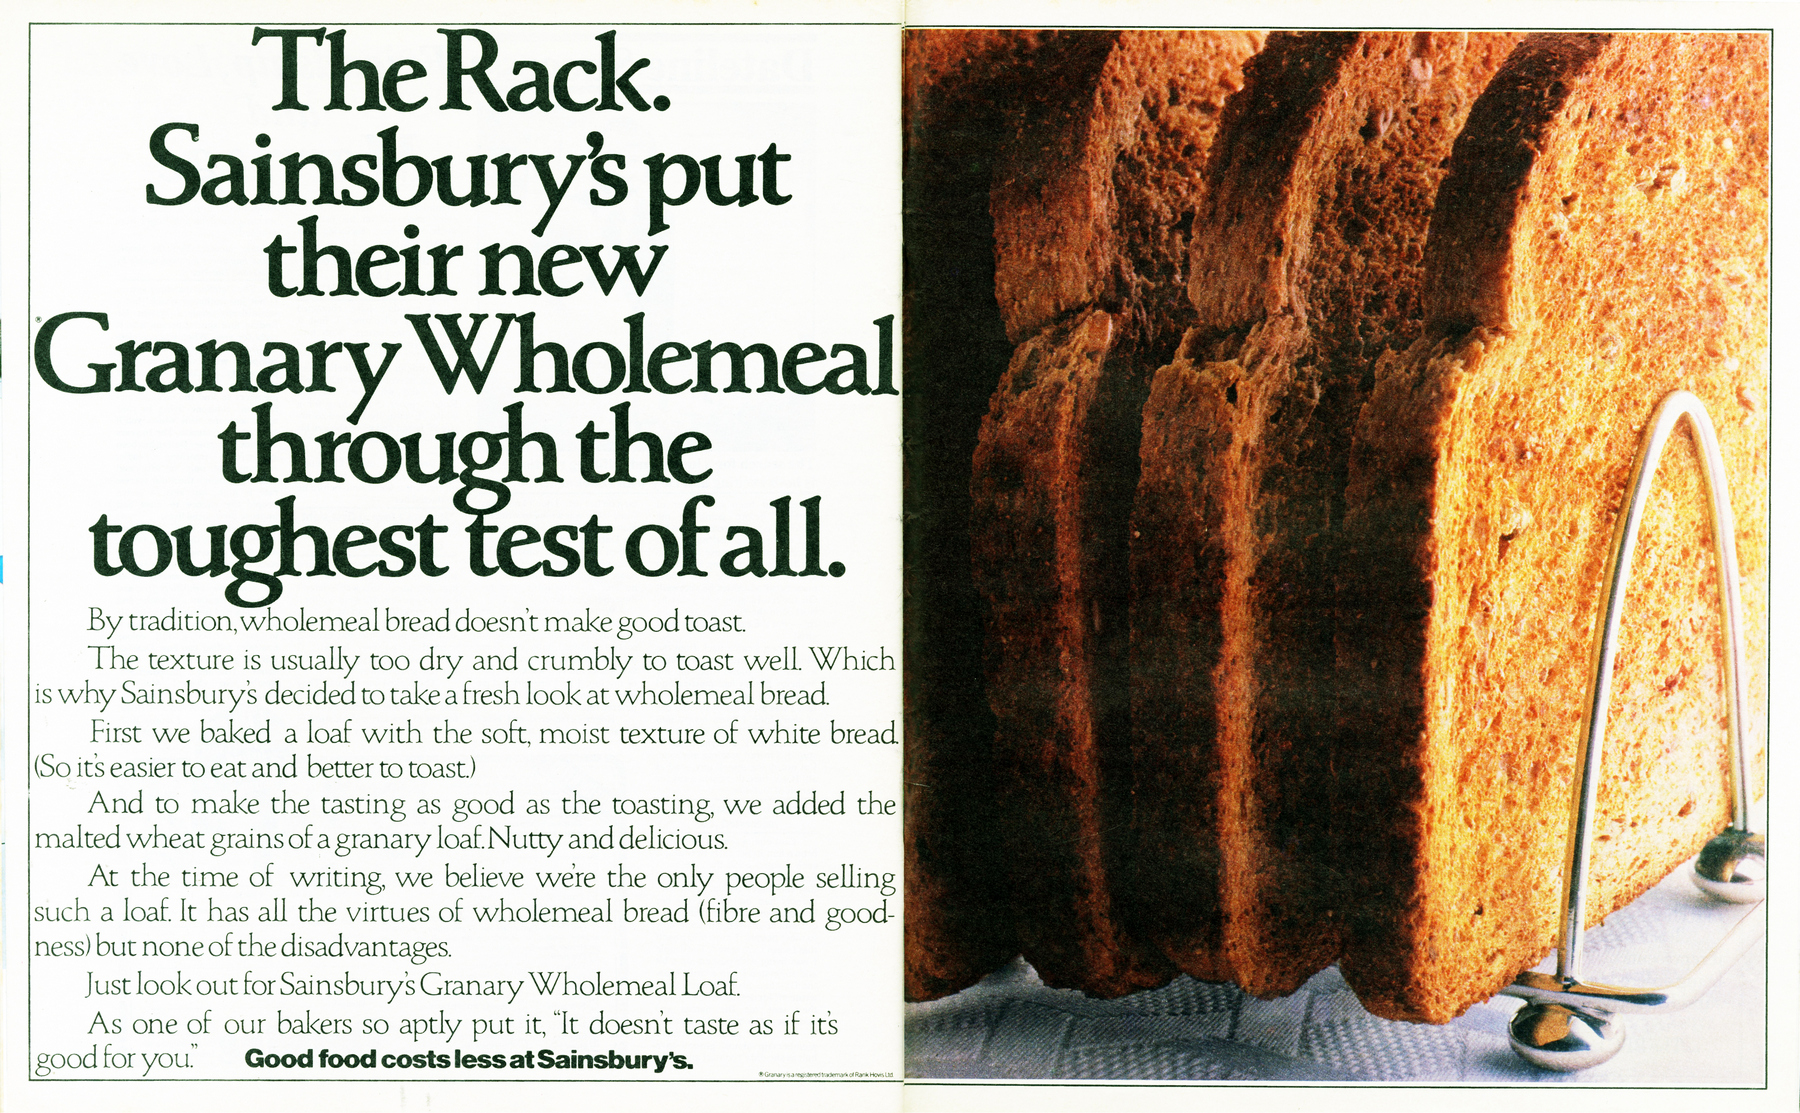 The Rack.
Sainsbury's put
their new
®Granary Wholemeal
through the
toughest test of all.
By tradition, wholemeal bread doesn't make good toast.
The texture is usually too dry and crumbly to toast well. Which
is why Sainsbury's decided to take a fresh look at wholemeal bread.
First we baked a loaf with the soft, moist texture of white bread.
(So it's easier to eat and better to toast.)
And to make the tasting as good as the toasting, we added the
malted wheat grains of a granary loaf. Nutty and delicious.
At the time of writing, we believe we're the only people selling
such a loaf. It has all the virtues of wholemeal bread (fibre and good-
ness) but none of the disadvantages.
Just look out for Sainsbury's Granary Wholemeal Loaf.
As one of our bakers so aptly put it, "It doesn't taste as if it's
good for you." Good food costs less at Sainsbury's.
® Granary is a registered trademark of Rank Hovis Ltd.